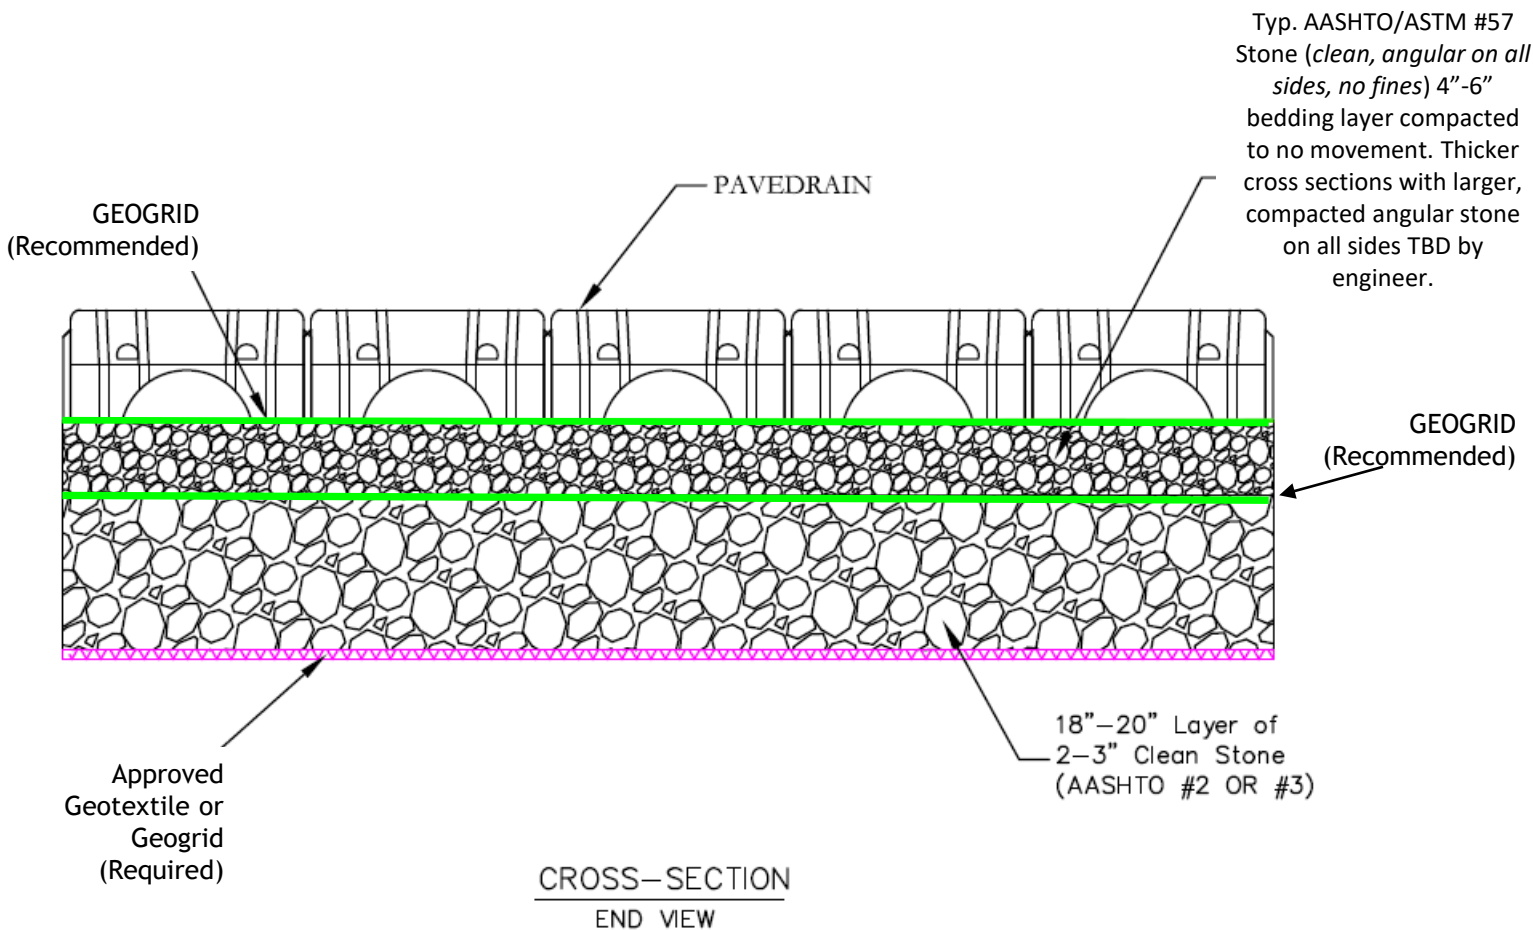 Typ. AASHTO/ASTM #57
Stone (clean, angular on all
sides, no fines) 4”-6”
bedding layer compacted
to no movement. Thicker
cross sections with larger,
compacted angular stone
on all sides TBD by
engineer.
PAVEDRAIN
GEOGRID
(Recommended)
GEOGRID
(Recommended)
18”-20” Layer of
2-3” Clean Stone
(AASHTO #2 OR #3)
Approved
Geotextile or
Geogrid
(Required)
CROSS-SECTION
END VIEW